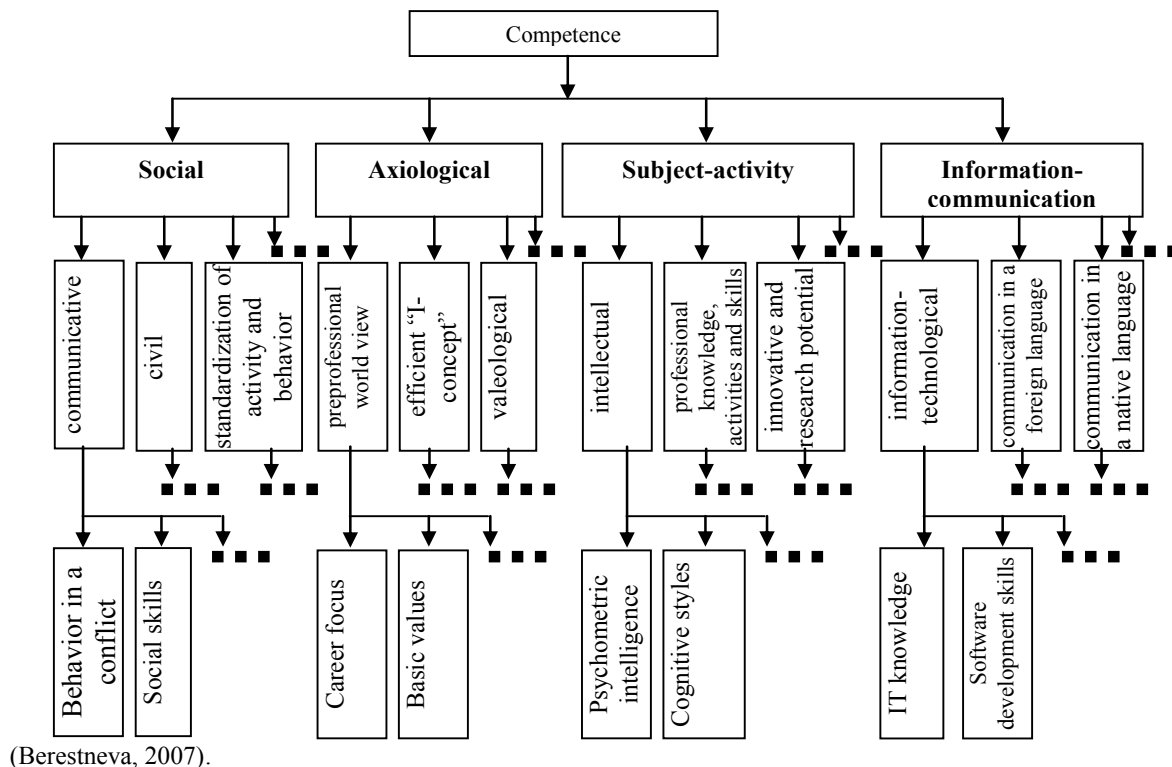 Competence
Social
Axiological
Subject-activity
Information-
communication
communicative
civil
standardization of
activity and
behavior
preprofessional
world view
efficient “I-
concept”
valeological
intellectual
professional
knowledge,
activities and skills
innovative and
research potential
information-
technological
communication in a
foreign language
communication in
a native language
Behavior in a
conflict
Social skills
Career focus
Basic values
Psychometric
intelligence
Cognitive styles
IT knowledge
Software
development skills
(Berestneva, 2007).